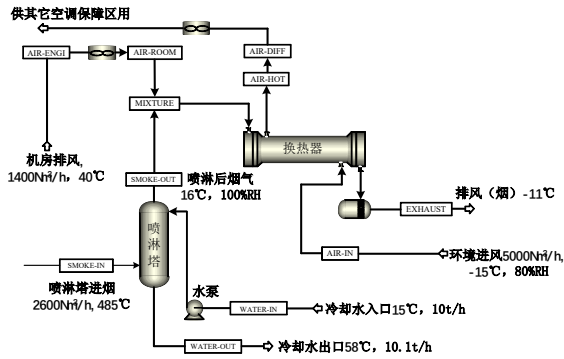 供其它空调保障区用
AIR-ENGI
AIR-ROOM
AIR-DIFF
AIR-HOT
MIXTURE
换热器
机房排风,
1400Nm³/h，40℃
SMOKE-OUT
喷淋后烟气
16℃，100%RH
排风（烟）-11℃
EXHAUST
喷淋塔
AIR-IN
环境进风5000Nm³/h,
-15℃，80%RH
SMOKE-IN
喷淋塔进烟
2600Nm³/h, 485℃
水泵
WATER-IN
冷却水入口15℃，10t/h
WATER-OUT
冷却水出口58℃，10.1t/h